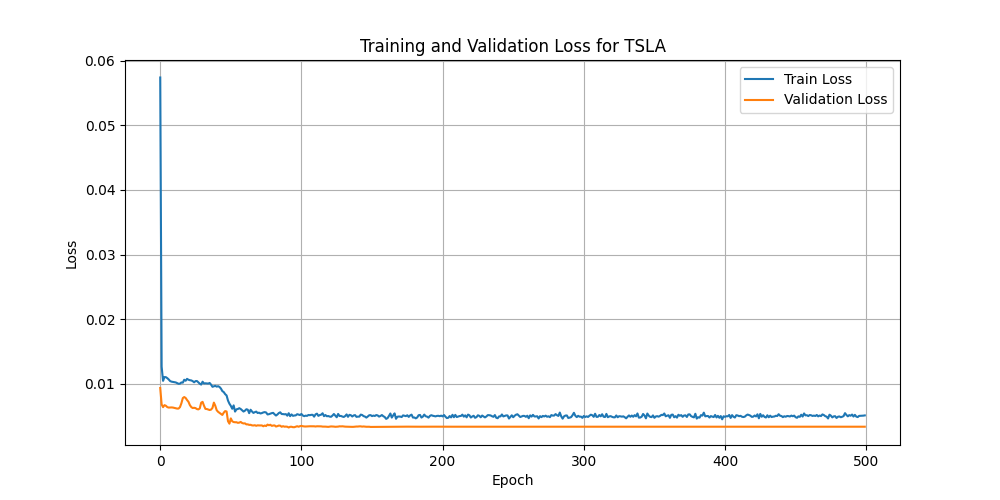 Training and Validation Loss for TSLA
Train Loss
Validation Loss
Loss
0.06
0.05
0.04
0.03
0.02
0.01
0
100
200
300
400
500
Epoch